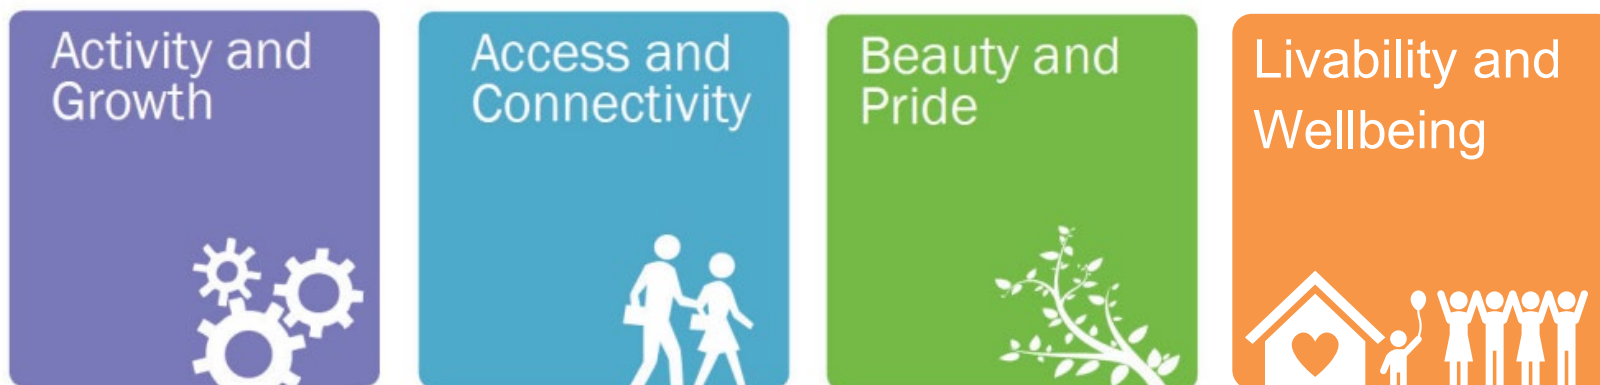 Activity and
Growth
Access and
Connectivity
Beauty and
Pride
Livability and
Wellbeing